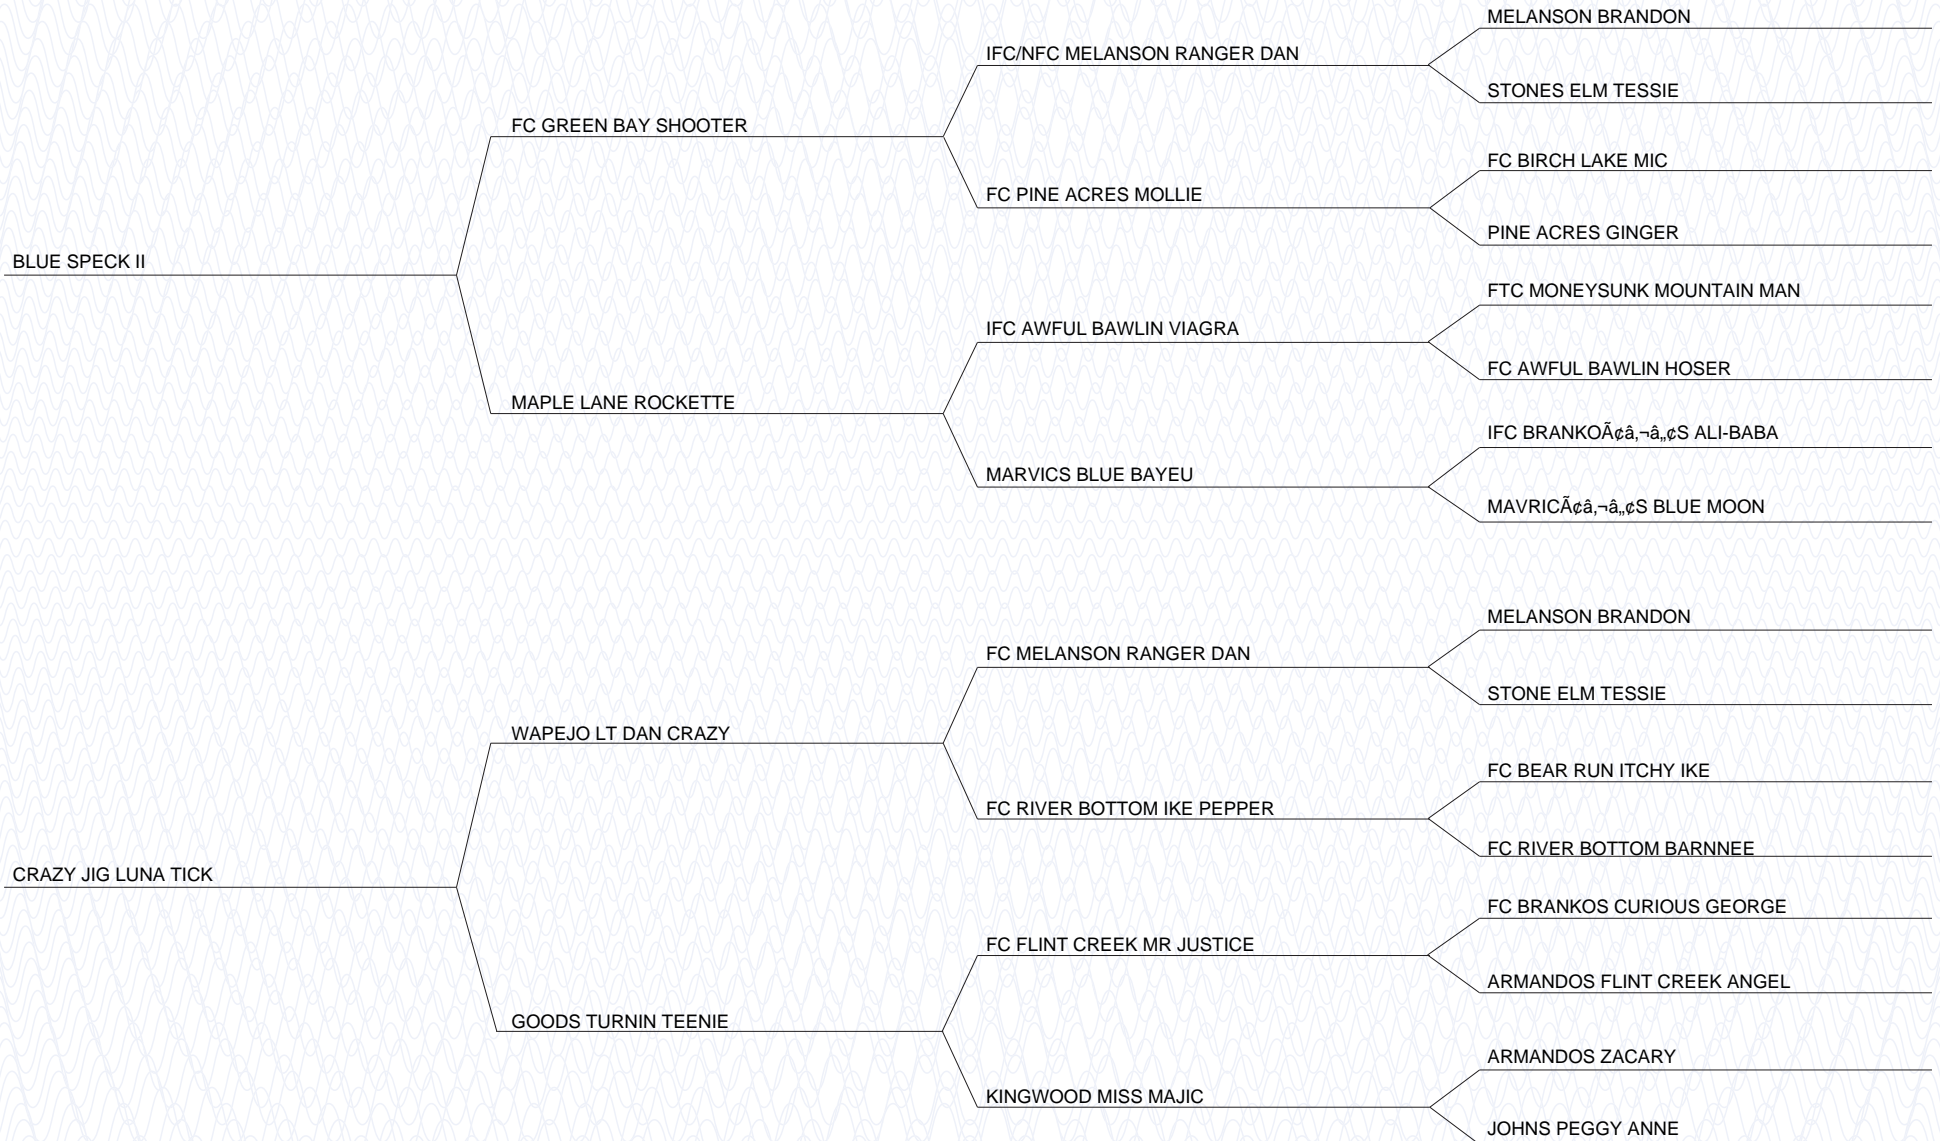 MELANSON BRANDON
IFC/NFC MELANSON RANGER DAN
STONES ELM TESSIE
FC GREEN BAY SHOOTER
FC BIRCH LAKE MIC
FC PINE ACRES MOLLIE
PINE ACRES GINGER
BLUE SPECK II
FTC MONEYSUNK MOUNTAIN MAN
IFC AWFUL BAWLIN VIAGRA
FC AWFUL BAWLIN HOSER
MAPLE LANE ROCKETTE
IFC BRANKOÃ¢â‚¬â„¢S ALI-BABA
MARVICS BLUE BAYEU
MAVRICÃ¢â‚¬â„¢S BLUE MOON
MELANSON BRANDON
FC MELANSON RANGER DAN
STONE ELM TESSIE
WAPEJO LT DAN CRAZY
FC BEAR RUN ITCHY IKE
FC RIVER BOTTOM IKE PEPPER
FC RIVER BOTTOM BARNNEE
CRAZY JIG LUNA TICK
FC BRANKOS CURIOUS GEORGE
FC FLINT CREEK MR JUSTICE
ARMANDOS FLINT CREEK ANGEL
GOODS TURNIN TEENIE
ARMANDOS ZACARY
KINGWOOD MISS MAJIC
JOHNS PEGGY ANNE